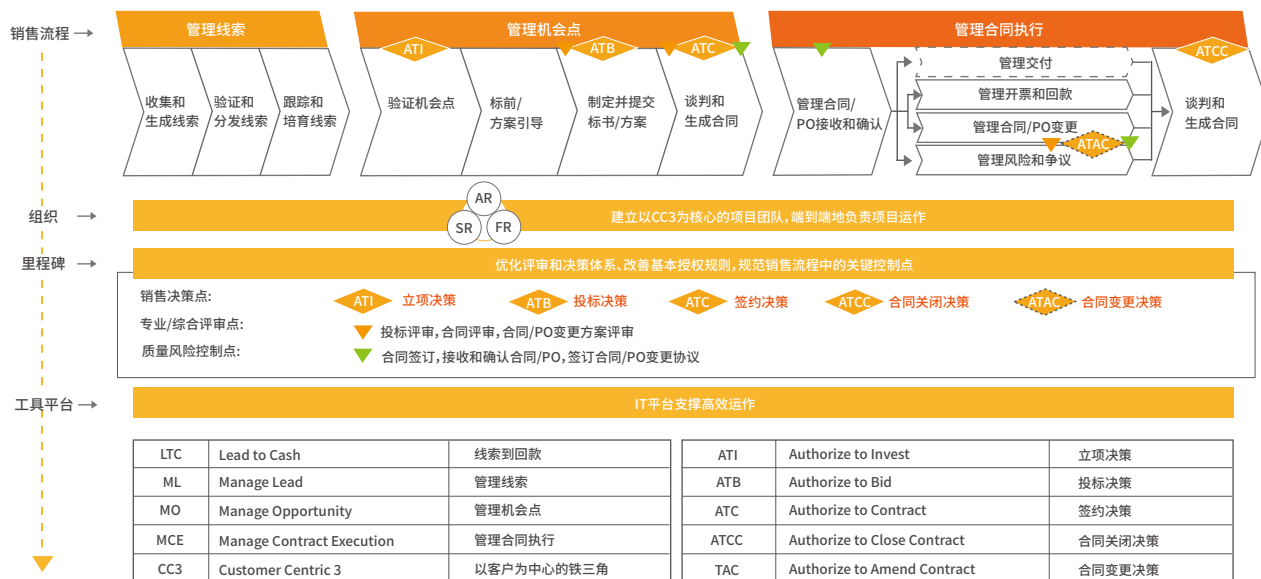 销售流程
管理线索
管理机会点
管理合同执行
ATI
ATB
ATC
ATCC
收集和
生成线索
验证和
分发线索
跟踪和
培育线索
验证机会点
标前/
方案引导
制定并提交
标书/方案
谈判和
生成合同
管理合同/
PO接收和确认
管理交付
管理开票和回款
管理合同/PO变更
ATAC
管理风险和争议
谈判和
生成合同
组织
AR
SR
FR
建立以CC3为核心的项目团队,端到端地负责项目运作
里程碑
优化评审和决策体系、改善基本授权规则,规范销售流程中的关键控制点
销售决策点:
ATI 立项决策
ATB 投标决策
ATC 签约决策
ATCC 合同关闭决策
ATAC 合同变更决策
专业/综合评审点:
投标评审,合同评审,合同/PO变更方案评审
质量风险控制点:
合同签订,接收和确认合同/PO,签订合同/PO变更协议
工具平台
IT平台支撑高效运作
LTC Lead to Cash 线索到回款
ML Manage Lead 管理线索
MO Manage Opportunity 管理机会点
MCE Manage Contract Execution 管理合同执行
CC3 Customer Centric 3 以客户为中心的铁三角
ATI Authorize to Invest 立项决策
ATB Authorize to Bid 投标决策
ATC Authorize to Contract 签约决策
ATCC Authorize to Close Contract 合同关闭决策
TAC Authorize to Amend Contract 合同变更决策